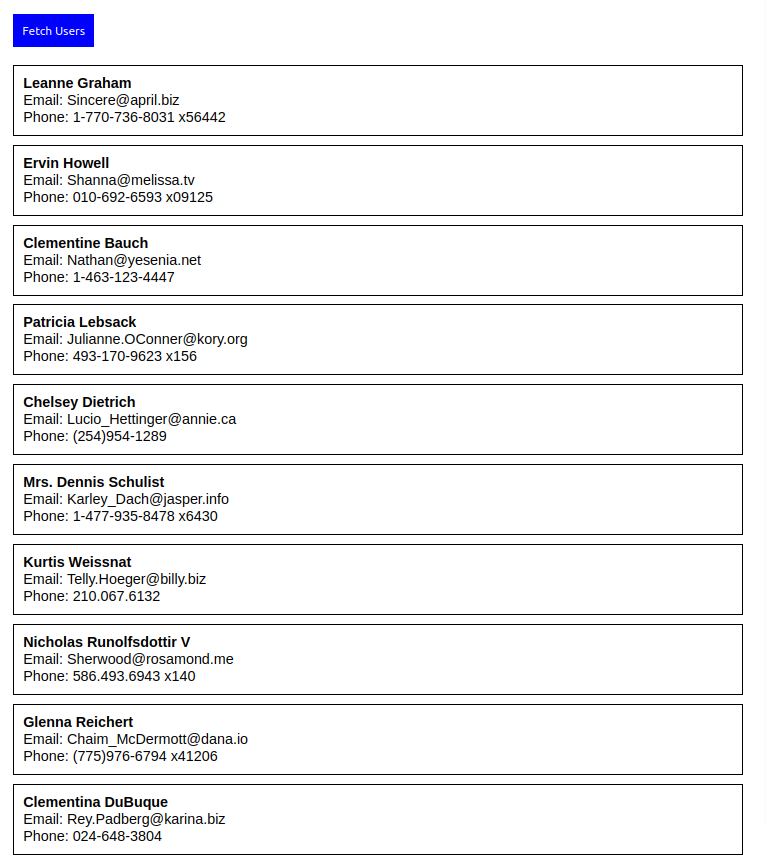 Fetch Users
Leanne Graham
Email: Sincere@april.biz
Phone: 1-770-736-8031 x56442
Ervin Howell
Email: Shanna@melissa.tv
Phone: 010-692-6593 x09125
Clementine Bauch
Email: Nathan@yesenia.net
Phone: 1-463-123-4447
Patricia Lebsack
Email: Julianne.OConner@kory.org
Phone: 493-170-9623 x156
Chelsey Dietrich
Email: Lucio_Hettinger@annie.ca
Phone: (254)954-1289
Mrs. Dennis Schulist
Email: Karley_Dach@jasper.info
Phone: 1-477-935-8478 x6430
Kurtis Weissnat
Email: Telly.Hoeger@billy.biz
Phone: 210.067.6132
Nicholas Runolfsdottir V
Email: Sherwood@rosamond.me
Phone: 586.493.6943 x140
Glenna Reichert
Email: Chaim_McDermott@dana.io
Phone: (775)976-6794 x41206
Clementina DuBuque
Email: Rey.Padberg@karina.biz
Phone: 024-648-3804